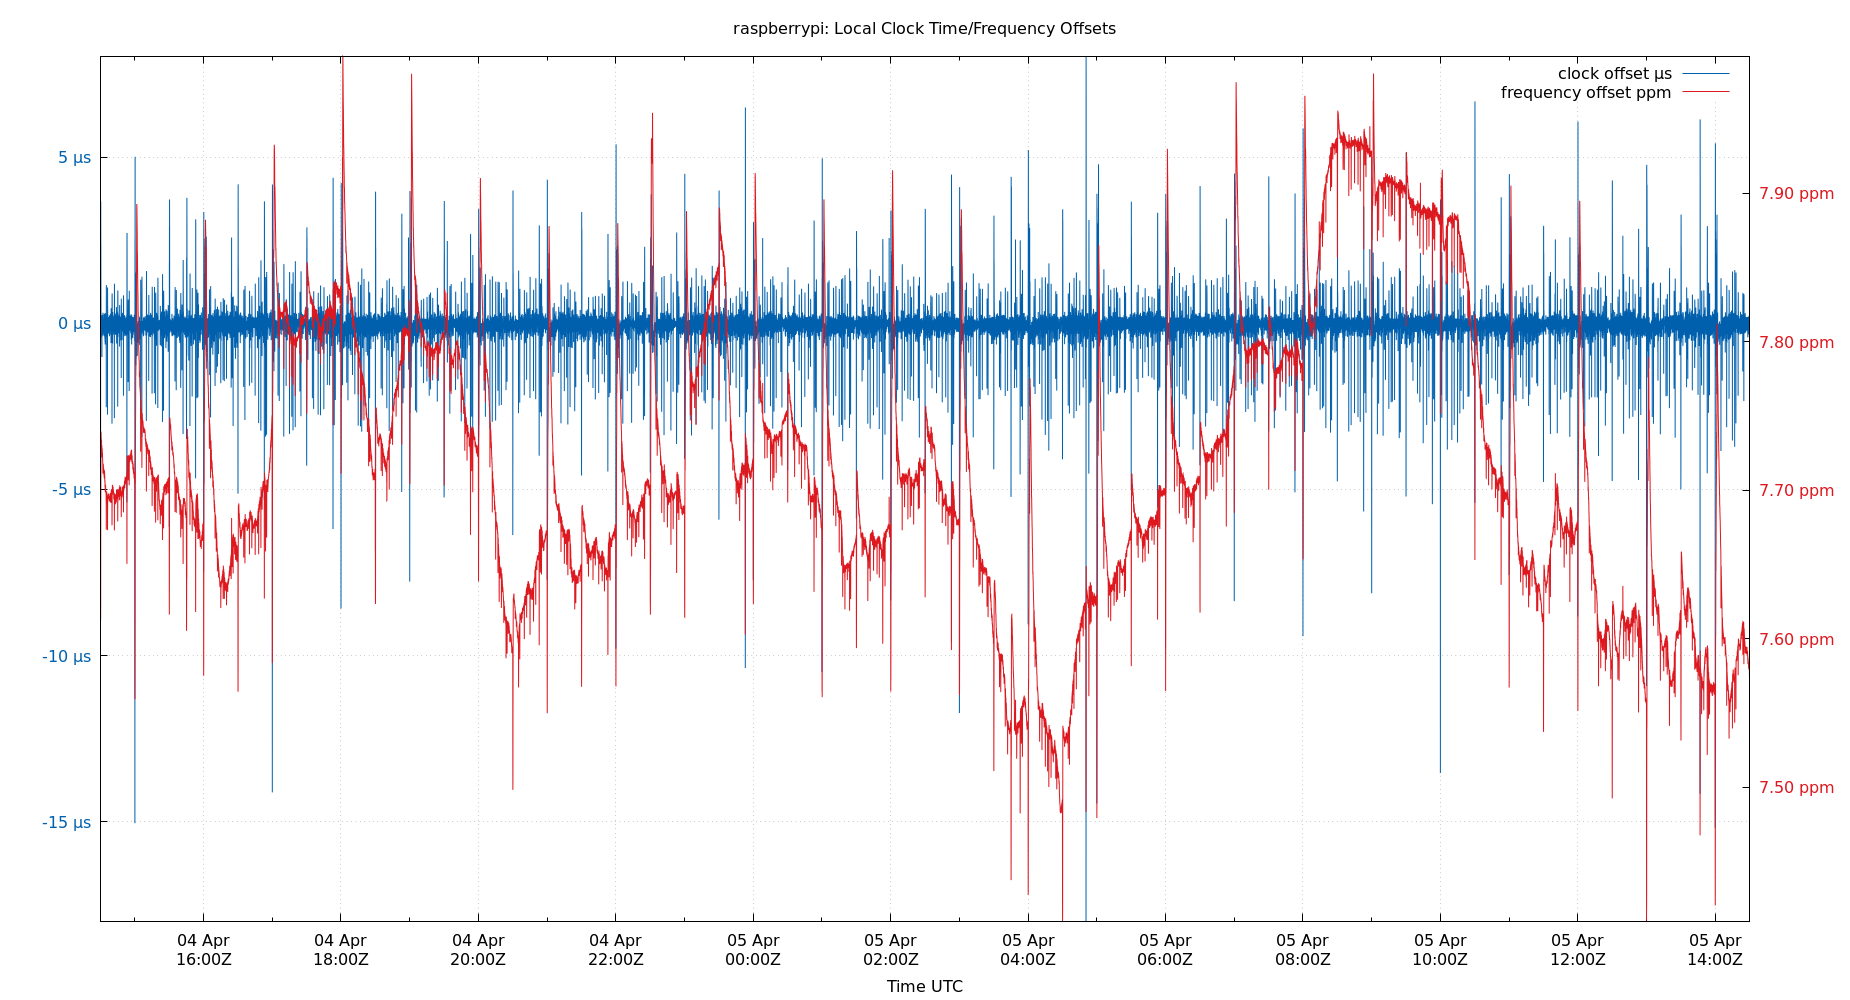 raspberrypi: Local Clock Time/Frequency Offsets
clock offset µs
frequency offset ppm
5 µs
0 µs
-5 µs
-10 µs
-15 µs
7.90 ppm
7.80 ppm
7.70 ppm
7.60 ppm
7.50 ppm
04 Apr 04 Apr 04 Apr 04 Apr 05 Apr 05 Apr 05 Apr 05 Apr 05 Apr 05 Apr 05 Apr 05 Apr
16:00Z 18:00Z 20:00Z 22:00Z 00:00Z 02:00Z 04:00Z 06:00Z 08:00Z 10:00Z 12:00Z 14:00Z
Time UTC